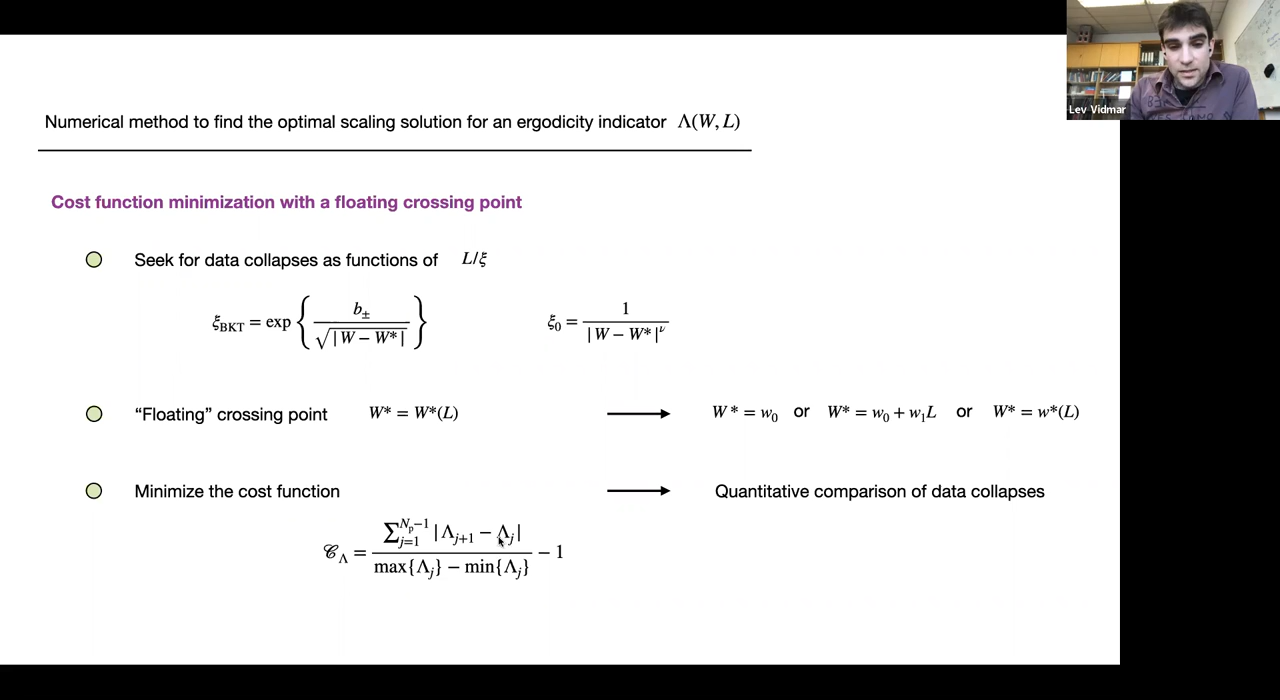 Lev Vidmar
Numerical method to find the optimal scaling solution for an ergodicity indicator Λ(W, L)
Cost function minimization with a floating crossing point
Seek for data collapses as functions of L/ξ
ξ_BKT = exp { b_± / √|W − W*| } ξ_0 = 1 / |W − W*|^ν
“Floating” crossing point W* = W*(L) ⟶ W* = w_0 or W* = w_0 + w_1L or W* = w*(L)
Minimize the cost function ⟶ Quantitative comparison of data collapses
𝒞_Λ = ∑_{j=1}^{N_p−1} |Λ_{j+1} − Λ_j| / max{Λ_j} − min{Λ_j} − 1